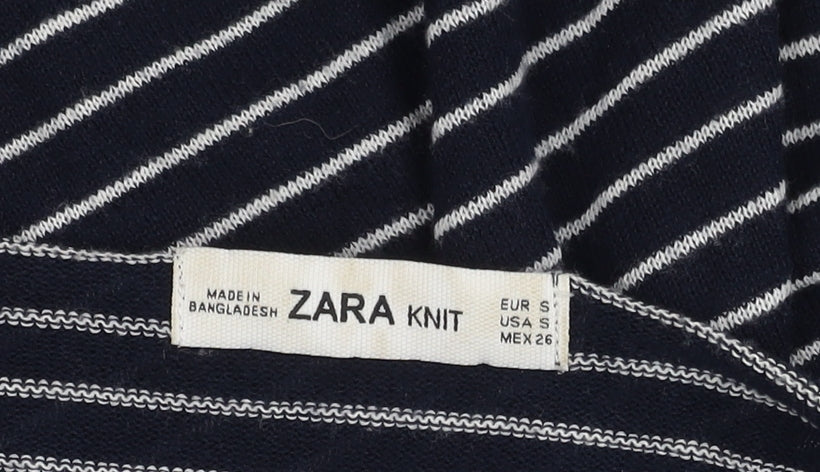 MADE IN
BANGLADESH
ZARA KNIT
EUR S
USA S
MEX 26